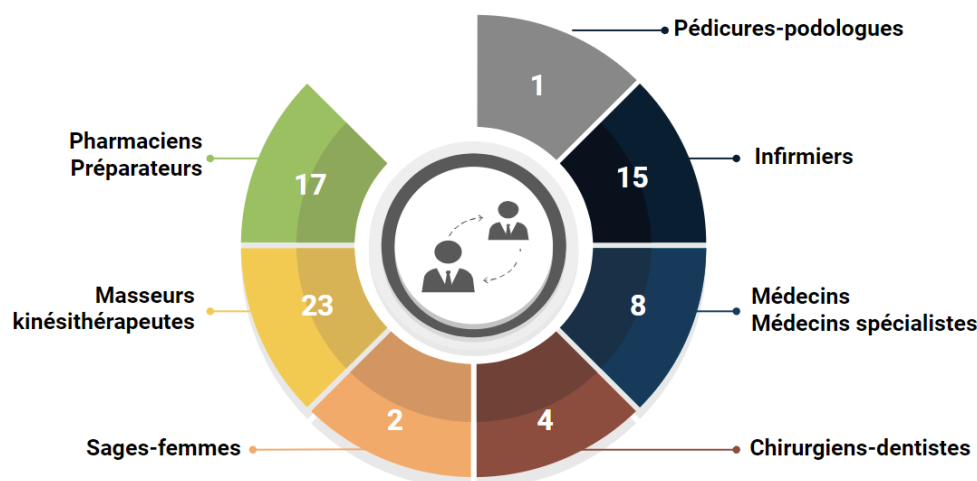 Pédicures-podologues
1
Infirmiers
15
Médecins
Médecins spécialistes
8
Chirurgiens-dentistes
4
Sages-femmes
2
Masseurs
kinésithérapeutes
23
Pharmaciens
Préparateurs
17